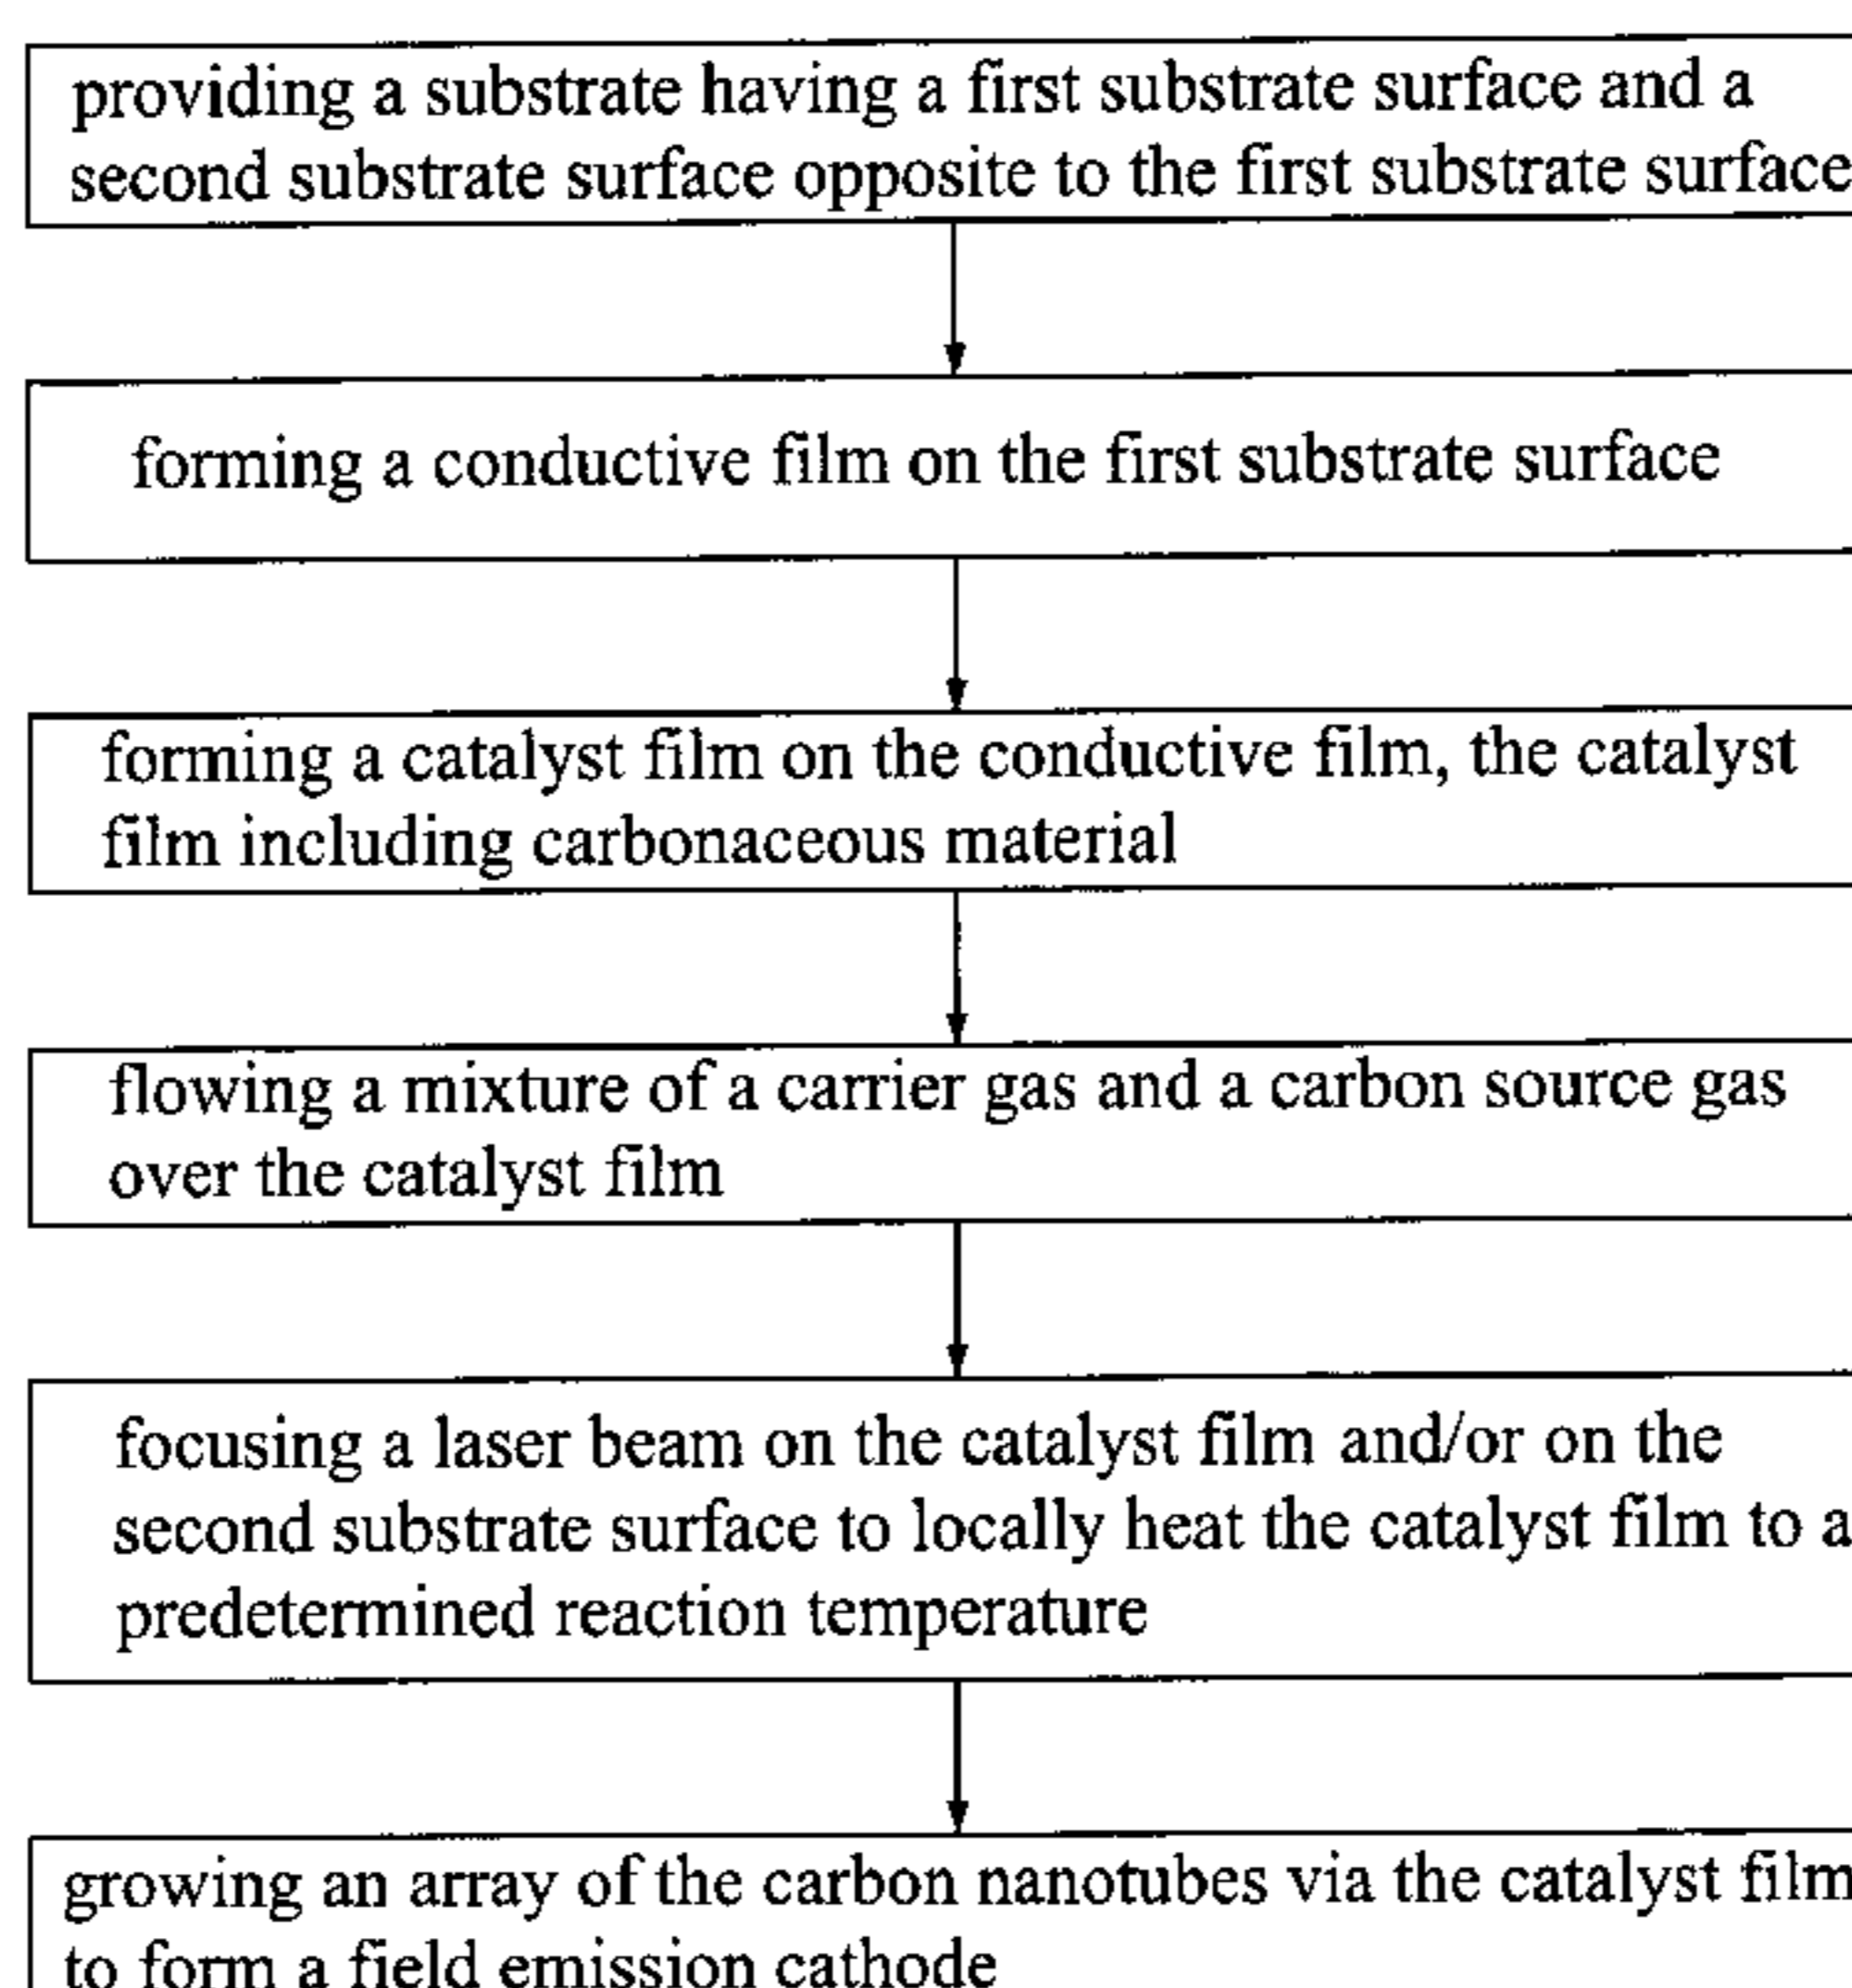 providing a substrate having a first substrate surface and a
second substrate surface opposite to the first substrate surface
forming a conductive film on the first substrate surface
forming a catalyst film on the conductive film, the catalyst
film including carbonaceous material
flowing a mixture of a carrier gas and a carbon source gas
over the catalyst film
focusing a laser beam on the catalyst film and/or on the
second substrate surface to locally heat the catalyst film to a
predetermined reaction temperature
growing an array of the carbon nanotubes via the catalyst film
to form a field emission cathode